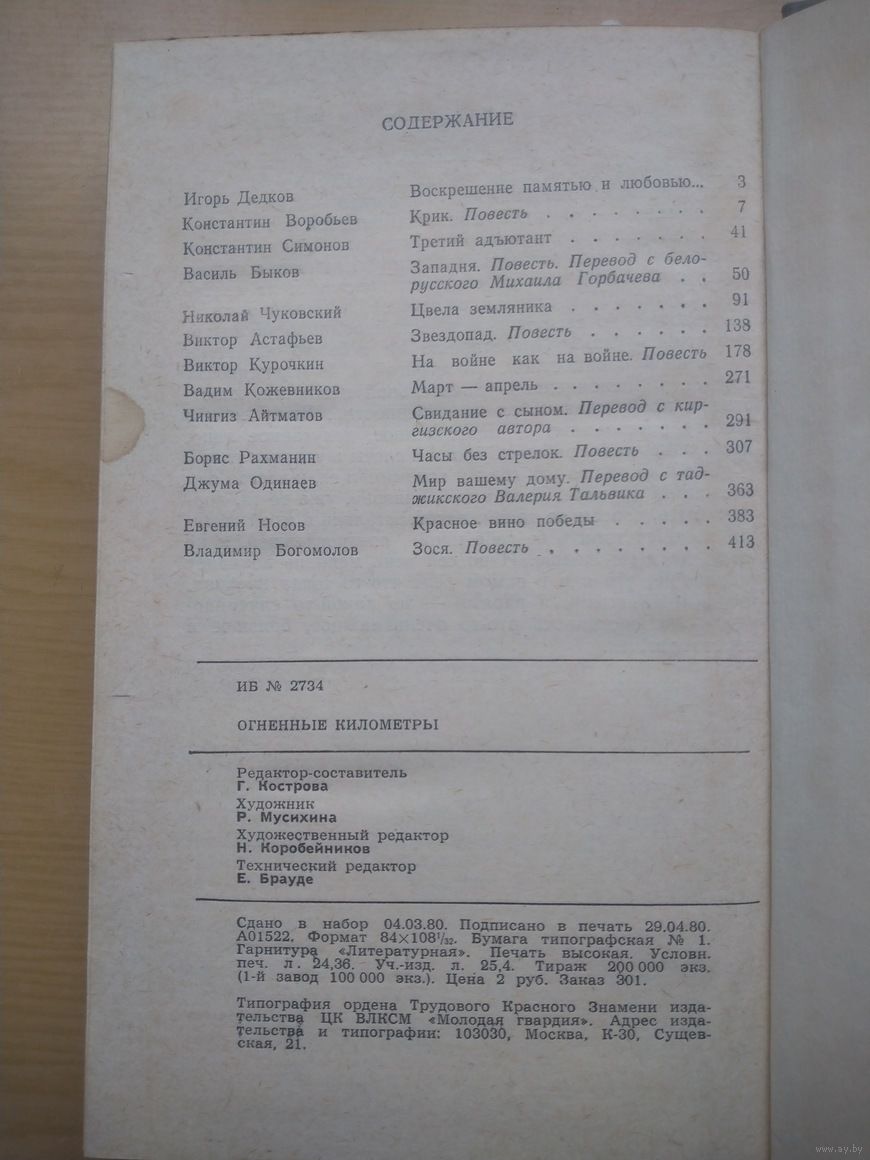 СОДЕРЖАНИЕ
Игорь Дедков Воскрешение памятью и любовью... 3
Константин Воробьев Крик. Повесть . . . . . . . 7
Константин Симонов Третий адъютант . . . . . . . 41
Василь Быков Западня. Повесть. Перевод с бело-
русского Михаила Горбачева . . 50
Николай Чуковский Цвела земляника . . . . . . . 91
Виктор Астафьев Звездопад. Повесть . . . . . . 138
Виктор Курочкин На войне как на войне. Повесть 178
Вадим Кожевников Март — апрель . . . . . . . . 271
Чингиз Айтматов Свидание с сыном. Перевод с кир-
гизского автора . . . . . . . 291
Борис Рахманин Часы без стрелок. Повесть . . . 307
Джума Одинаев Мир вашему дому. Перевод с тад-
жикского Валерия Тальвика . . . 363
Евгений Носов Красное вино победы . . . . . 383
Владимир Богомолов Зося. Повесть . . . . . . . . 413
ИБ № 2734
ОГНЕННЫЕ КИЛОМЕТРЫ
Редактор-составитель
Г. Кострова
Художник
Р. Мусихина
Художественный редактор
Н. Коробейников
Технический редактор
Е. Брауде
Сдано в набор 04.03.80. Подписано в печать 29.04.80.
А01522. Формат 84×108¹/₃₂. Бумага типографская № 1.
Гарнитура «Литературная». Печать высокая. Условн.
печ. л. 24,36. Уч.-изд. л. 25,4. Тираж 200 000 экз.
(1-й завод 100 000 экз.). Цена 2 руб. Заказ 301.
Типография ордена Трудового Красного Знамени изда-
тельства ЦК ВЛКСМ «Молодая гвардия». Адрес изда-
тельства и типографии: 103030, Москва, К-30, Сущев-
ская, 21.
www.ay.by